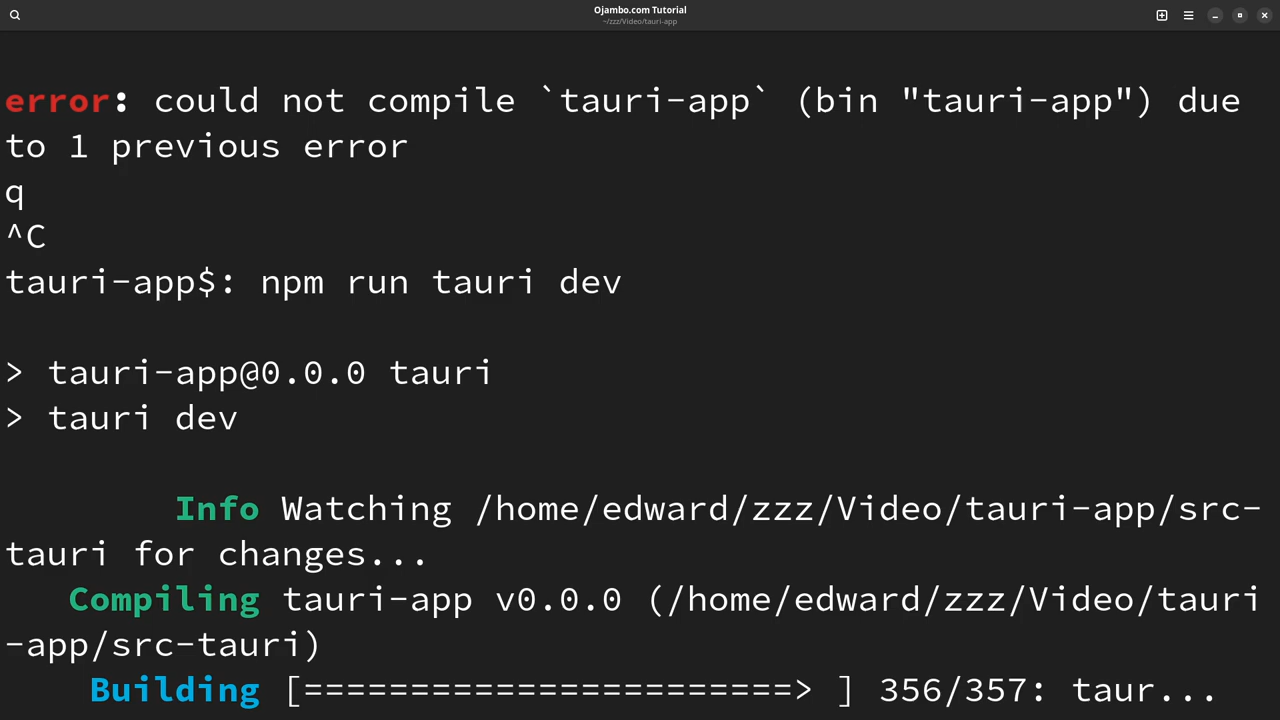 Ojambo.com Tutorial
~/zzz/Video/tauri-app
error: could not compile `tauri-app` (bin "tauri-app") due
to 1 previous error
q
^C
tauri-app$: npm run tauri dev
> tauri-app@0.0.0 tauri
> tauri dev
Info Watching /home/edward/zzz/Video/tauri-app/src-
tauri for changes...
Compiling tauri-app v0.0.0 (/home/edward/zzz/Video/tauri
-app/src-tauri)
Building [=======================> ] 356/357: taur...